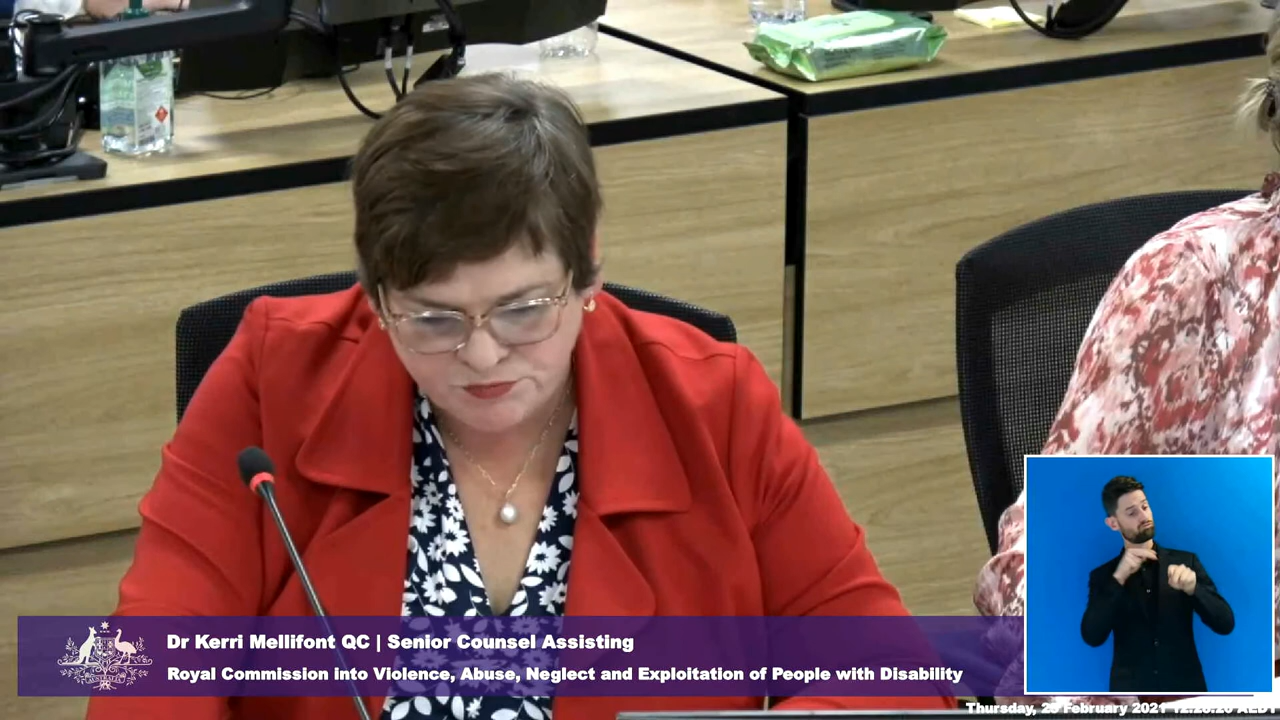 Dr Kerri Mellifont QC | Senior Counsel Assisting
Royal Commission into Violence, Abuse, Neglect and Exploitation of People with Disability
Thursday, 25 February 2021